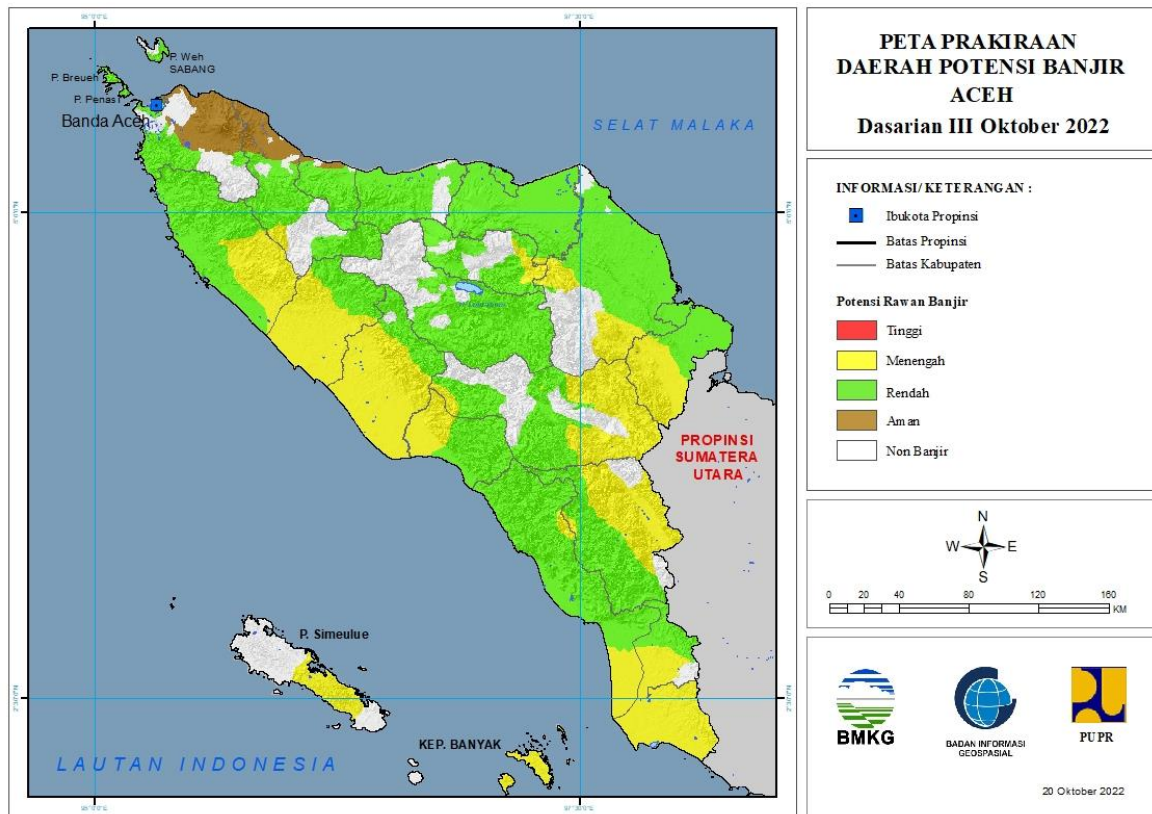 P. Weh
SABANG
P. Breueh
P. Penasi
Banda Aceh
SELAT MALAKA
PROPINSI
SUMATERA
UTARA
P. Simeulue
KEP. BANYAK
LAUTAN INDONESIA
PETA PRAKIRAAN
DAERAH POTENSI BANJIR
ACEH
Dasarian III Oktober 2022
INFORMASI/ KETERANGAN :
Ibukota Propinsi
Batas Propinsi
Batas Kabupaten
Potensi Rawan Banjir
Tinggi
Menengah
Rendah
Aman
Non Banjir
N
W E
S
0 20 40 80 120 160
KM
BMKG
BADAN INFORMASI
GEOSPASIAL
PUPR
20 Oktober 2022